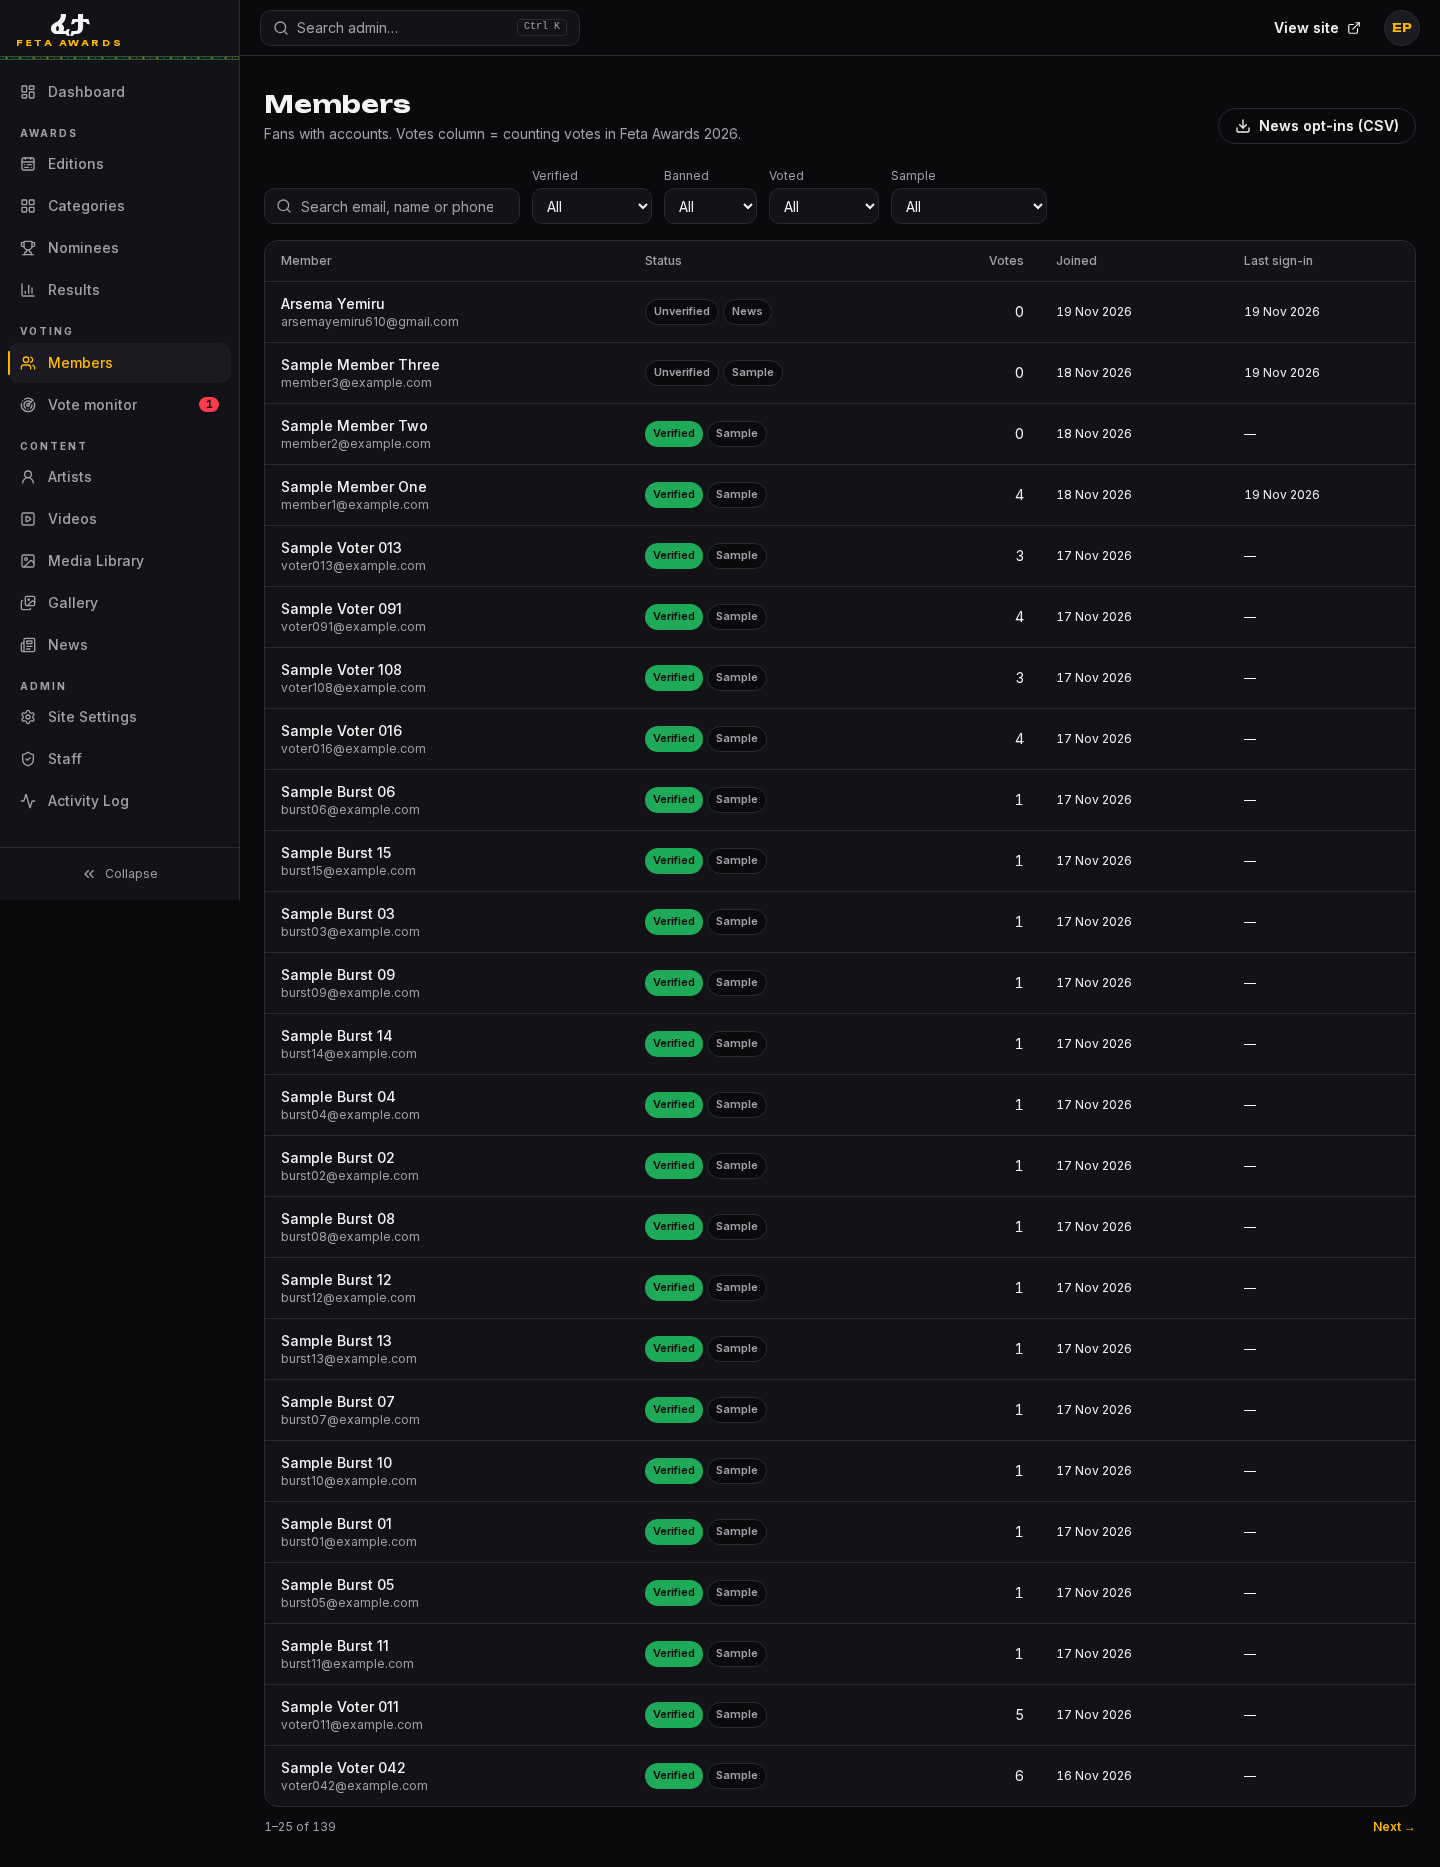 FETA AWARDS
Search admin… Ctrl K
View site
EP
Dashboard
AWARDS
Editions
Categories
Nominees
Results
VOTING
Members
Vote monitor 1
CONTENT
Artists
Videos
Media Library
Gallery
News
ADMIN
Site Settings
Staff
Activity Log
Collapse
Members
Fans with accounts. Votes column = counting votes in Feta Awards 2026.
News opt-ins (CSV)
Verified Banned Voted Sample
Search email, name or phone All All All All
Member Status Votes Joined Last sign-in
Arsema Yemiru
arsemayemiru610@gmail.com
Unverified News 0 19 Nov 2026 19 Nov 2026
Sample Member Three
member3@example.com
Unverified Sample 0 18 Nov 2026 19 Nov 2026
Sample Member Two
member2@example.com
Verified Sample 0 18 Nov 2026 —
Sample Member One
member1@example.com
Verified Sample 4 18 Nov 2026 19 Nov 2026
Sample Voter 013
voter013@example.com
Verified Sample 3 17 Nov 2026 —
Sample Voter 091
voter091@example.com
Verified Sample 4 17 Nov 2026 —
Sample Voter 108
voter108@example.com
Verified Sample 3 17 Nov 2026 —
Sample Voter 016
voter016@example.com
Verified Sample 4 17 Nov 2026 —
Sample Burst 06
burst06@example.com
Verified Sample 1 17 Nov 2026 —
Sample Burst 15
burst15@example.com
Verified Sample 1 17 Nov 2026 —
Sample Burst 03
burst03@example.com
Verified Sample 1 17 Nov 2026 —
Sample Burst 09
burst09@example.com
Verified Sample 1 17 Nov 2026 —
Sample Burst 14
burst14@example.com
Verified Sample 1 17 Nov 2026 —
Sample Burst 04
burst04@example.com
Verified Sample 1 17 Nov 2026 —
Sample Burst 02
burst02@example.com
Verified Sample 1 17 Nov 2026 —
Sample Burst 08
burst08@example.com
Verified Sample 1 17 Nov 2026 —
Sample Burst 12
burst12@example.com
Verified Sample 1 17 Nov 2026 —
Sample Burst 13
burst13@example.com
Verified Sample 1 17 Nov 2026 —
Sample Burst 07
burst07@example.com
Verified Sample 1 17 Nov 2026 —
Sample Burst 10
burst10@example.com
Verified Sample 1 17 Nov 2026 —
Sample Burst 01
burst01@example.com
Verified Sample 1 17 Nov 2026 —
Sample Burst 05
burst05@example.com
Verified Sample 1 17 Nov 2026 —
Sample Burst 11
burst11@example.com
Verified Sample 1 17 Nov 2026 —
Sample Voter 011
voter011@example.com
Verified Sample 5 17 Nov 2026 —
Sample Voter 042
voter042@example.com
Verified Sample 6 16 Nov 2026 —
1–25 of 139
Next →